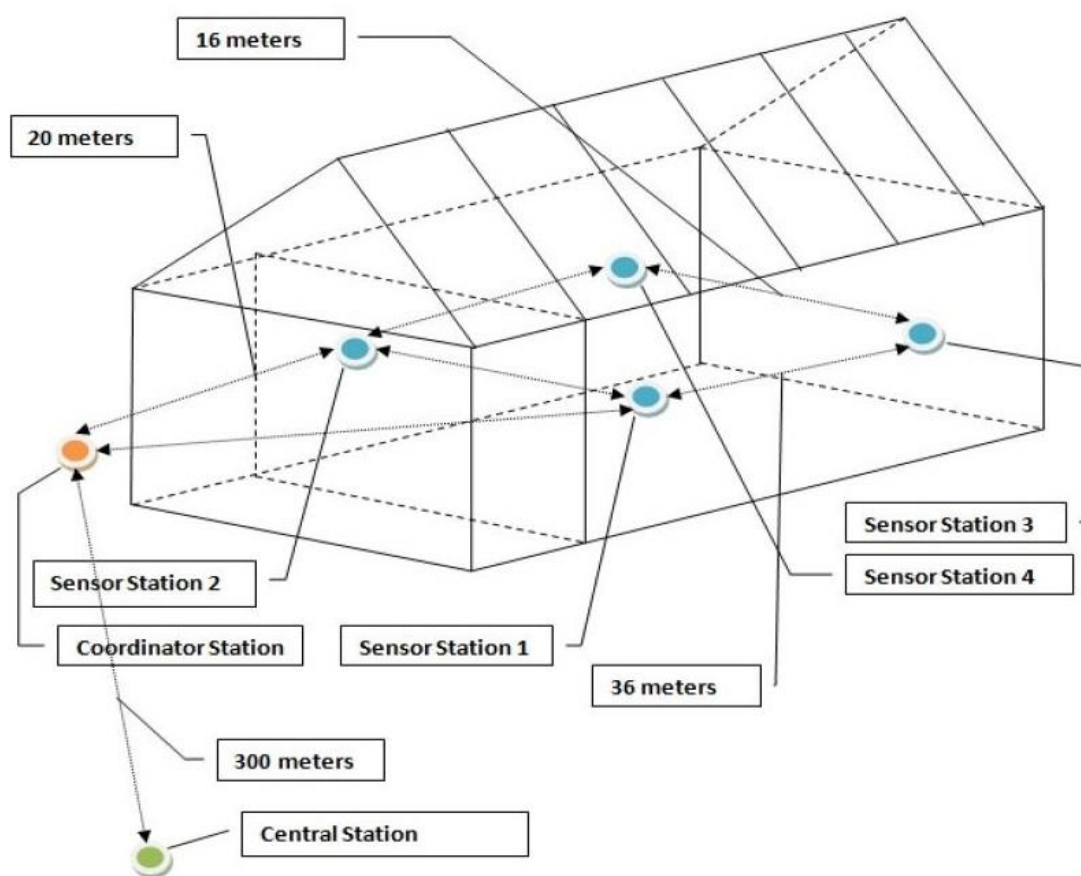 16 meters
20 meters
Sensor Station 3
Sensor Station 4
Sensor Station 2
Coordinator Station
Sensor Station 1
36 meters
300 meters
Central Station